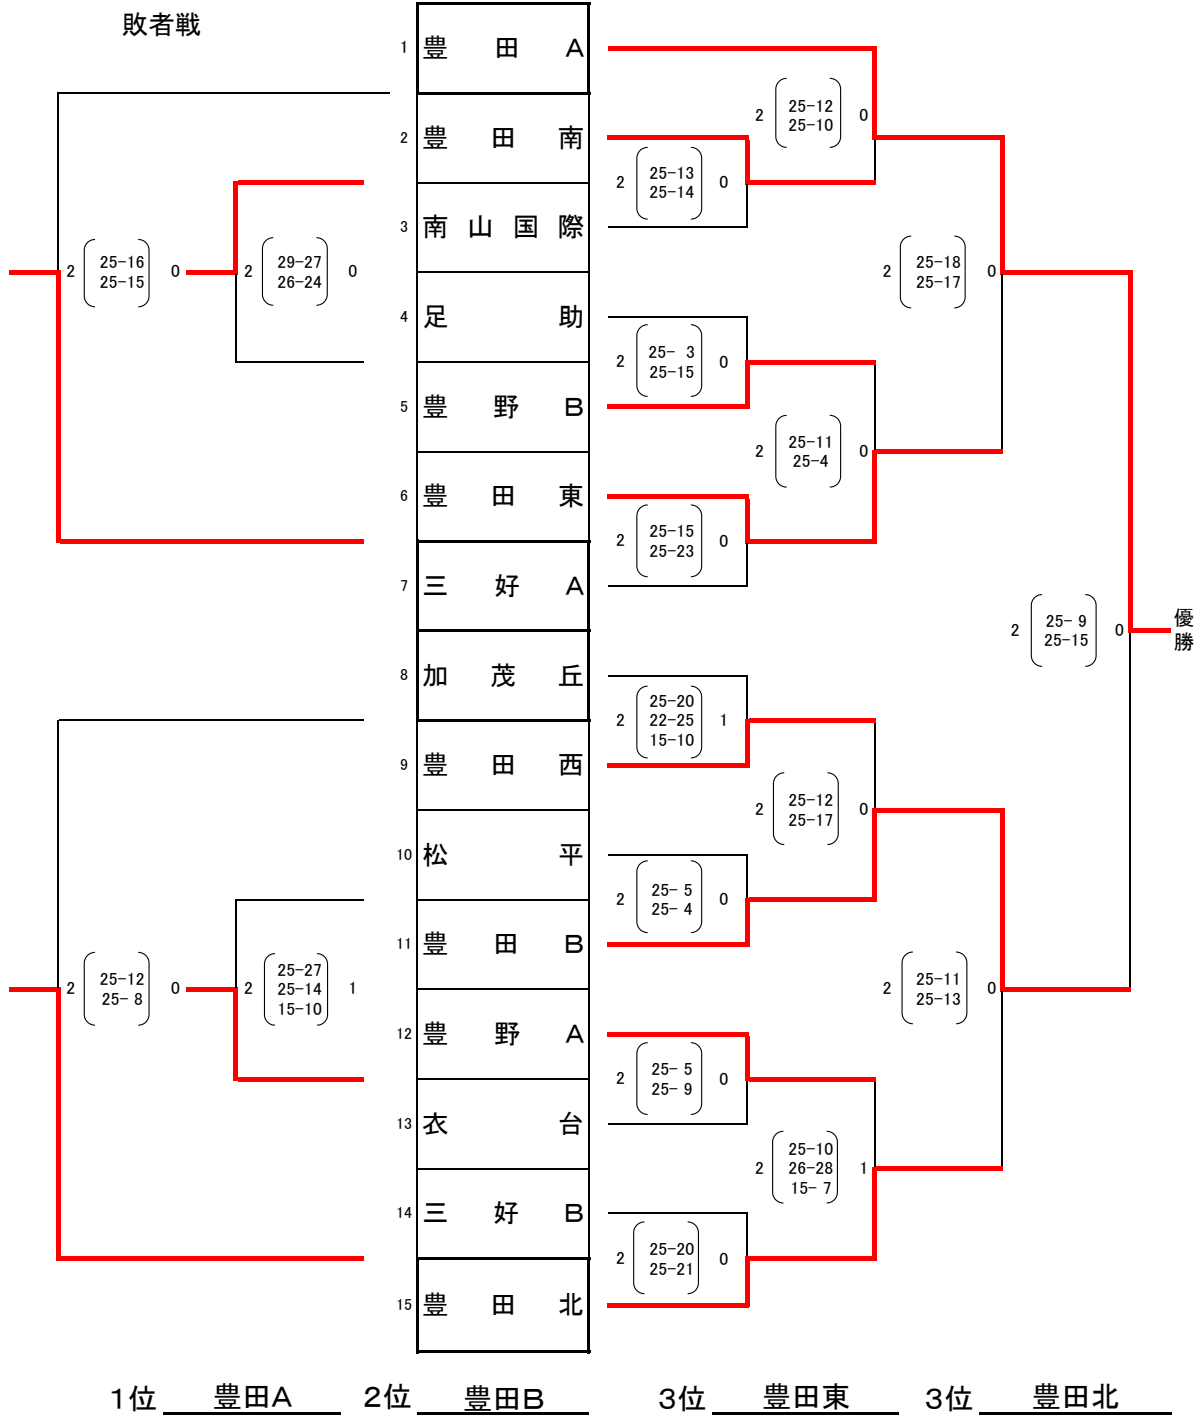 敗者戦
1 豊田A
2 豊田南
3 南山国際
4 足助
5 豊野B
6 豊田東
7 三好A
8 加茂丘
9 豊田西
10 松平
11 豊田B
12 豊野A
13 衣台
14 三好B
15 豊田北
2 25-16 0
25-15
2 29-27 0
26-24
2 25-12 0
25- 8
2 25-27 1
25-14
15-10
2 25-13 0
25-14
2 25- 3 0
25-15
2 25-15 0
25-23
2 25-20 1
22-25
15-10
2 25- 5 0
25- 4
2 25- 5 0
25- 9
2 25-20 0
25-21
2 25-12 0
25-10
2 25-11 0
25-4
2 25-12 0
25-17
2 25-10 1
26-28
15- 7
2 25-18 0
25-17
2 25-11 0
25-13
2 25- 9 0
25-15
優勝
1位 豊田A 2位 豊田B 3位 豊田東 3位 豊田北